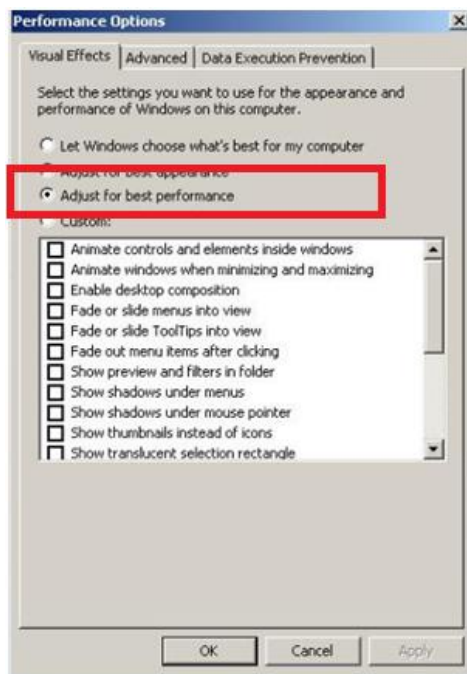 Performance Options
Visual Effects
Advanced
Data Execution Prevention
Select the settings you want to use for the appearance and
performance of Windows on this computer.
Let Windows choose what's best for my computer
Adjust for best appearance
Adjust for best performance
Custom:
Animate controls and elements inside windows
Animate windows when minimizing and maximizing
Enable desktop composition
Fade or slide menus into view
Fade or slide ToolTips into view
Fade out menu items after clicking
Show preview and filters in folder
Show shadows under menus
Show shadows under mouse pointer
Show thumbnails instead of icons
Show translucent selection rectangle
OK
Cancel
Apply